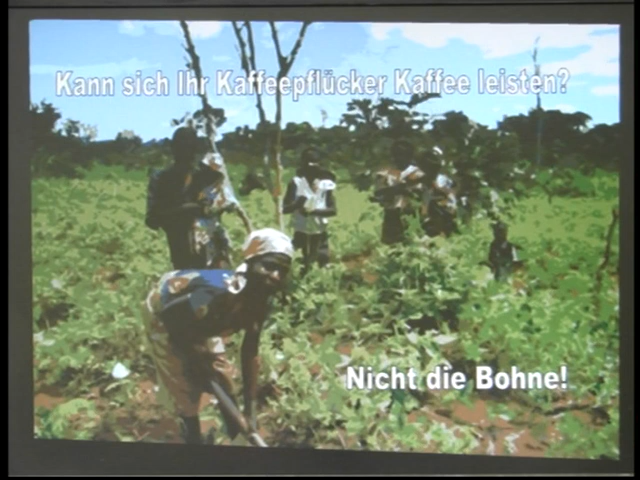 Kann sich Ihr Kaffeepflücker Kaffee leisten?
Nicht die Bohne!